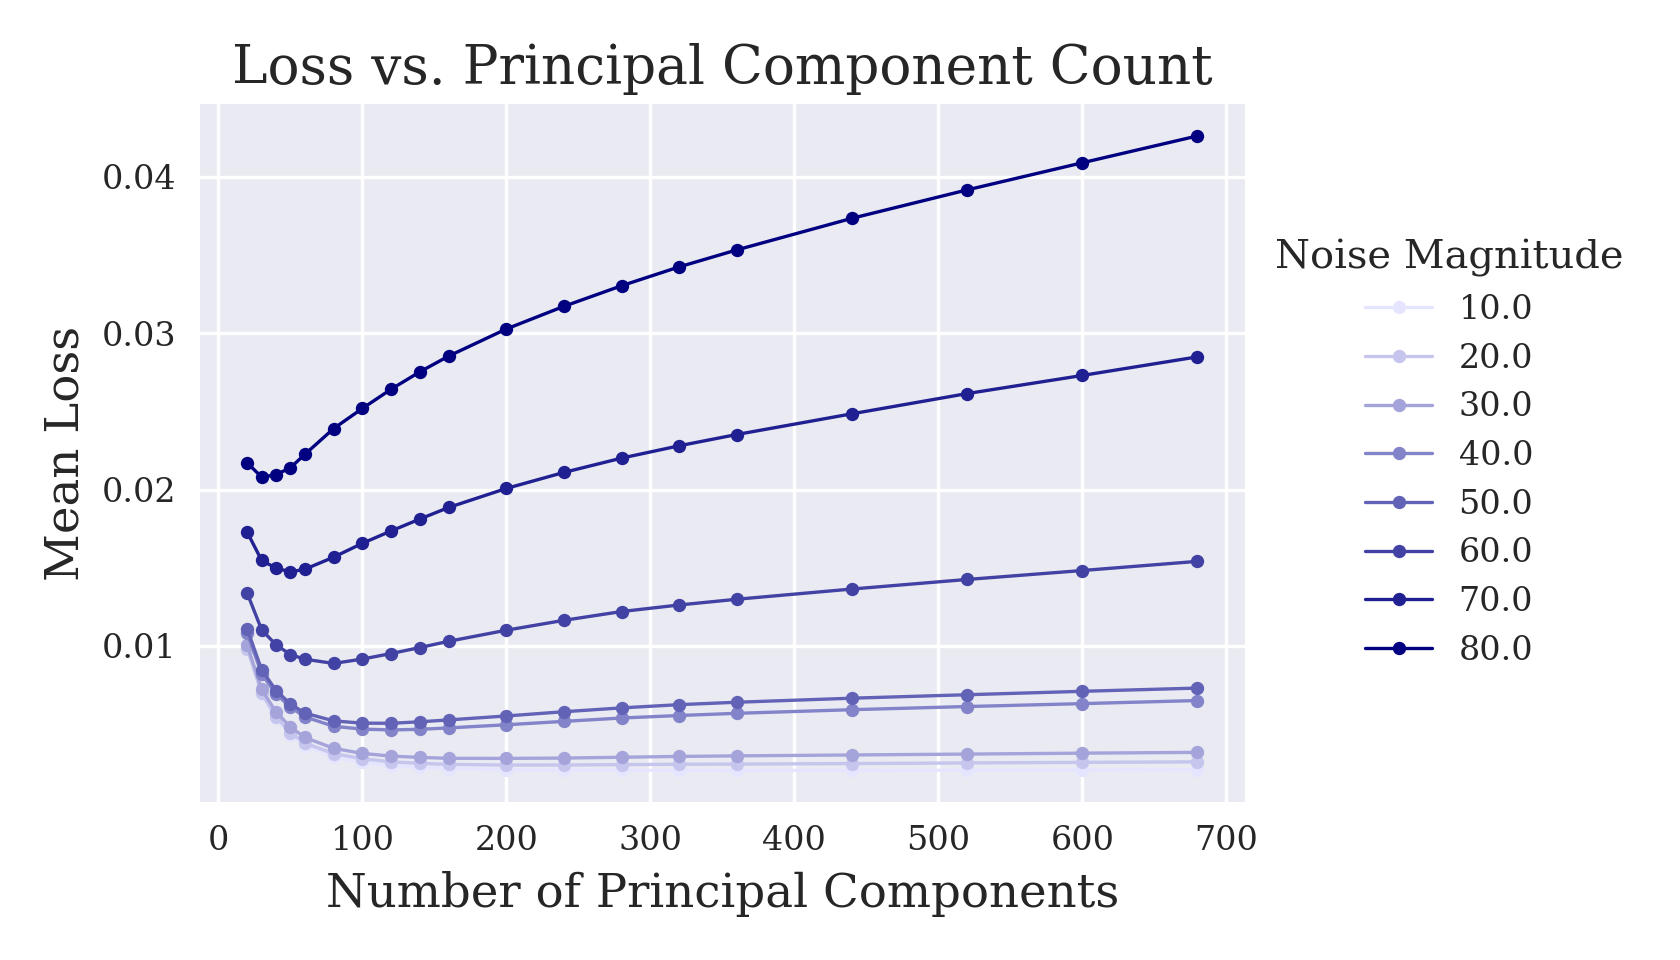 Loss vs. Principal Component Count
Mean Loss
0.04
0.03
0.02
0.01
0 100 200 300 400 500 600 700
Number of Principal Components
Noise Magnitude
10.0
20.0
30.0
40.0
50.0
60.0
70.0
80.0